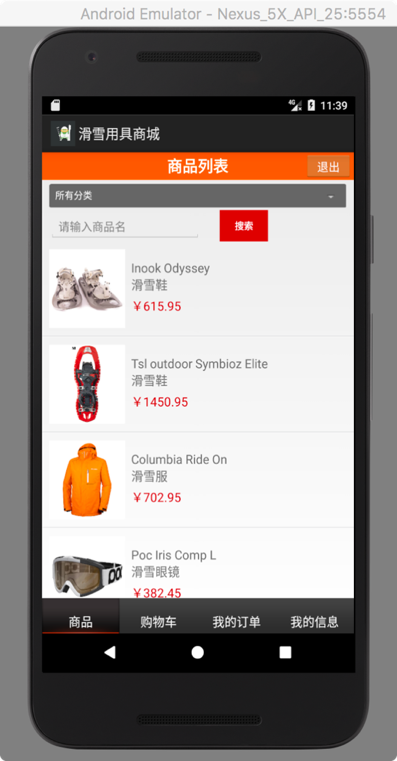 Android Emulator - Nexus_5X_API_25:5554
4G 11:39
滑雪用具商城
商品列表 退出
所有分类
请输入商品名 搜索
Inook Odyssey
滑雪鞋
￥615.95
Tsl outdoor Symbioz Elite
滑雪鞋
￥1450.95
Columbia Ride On
滑雪服
￥702.95
Poc Iris Comp L
滑雪眼镜
￥382.45
POC
商品 购物车 我的订单 我的信息